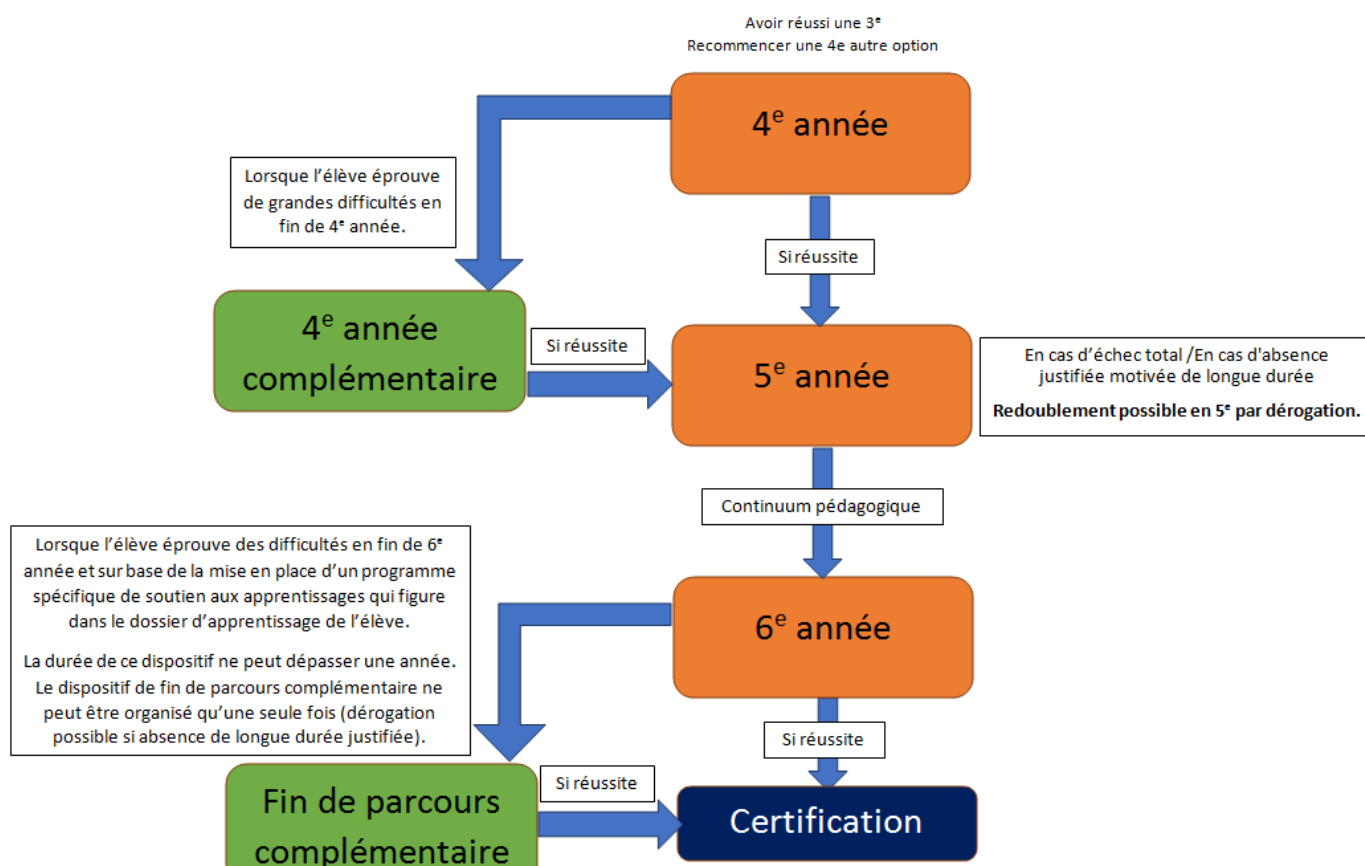 Avoir réussi une 3ᵉ
Recommencer une 4e autre option
4ᵉ année
Lorsque l’élève éprouve
de grandes difficultés en
fin de 4ᵉ année.
Si réussite
4ᵉ année
complémentaire
Si réussite
5ᵉ année
En cas d’échec total /En cas d'absence
justifiée motivée de longue durée
Redoublement possible en 5ᵉ par dérogation.
Continuum pédagogique
Lorsque l’élève éprouve des difficultés en fin de 6ᵉ
année et sur base de la mise en place d’un programme
spécifique de soutien aux apprentissages qui figure
dans le dossier d’apprentissage de l’élève.
La durée de ce dispositif ne peut dépasser une année.
Le dispositif de fin de parcours complémentaire ne
peut être organisé qu’une seule fois (dérogation
possible si absence de longue durée justifiée).
6ᵉ année
Si réussite
Fin de parcours
complémentaire
Si réussite
Certification